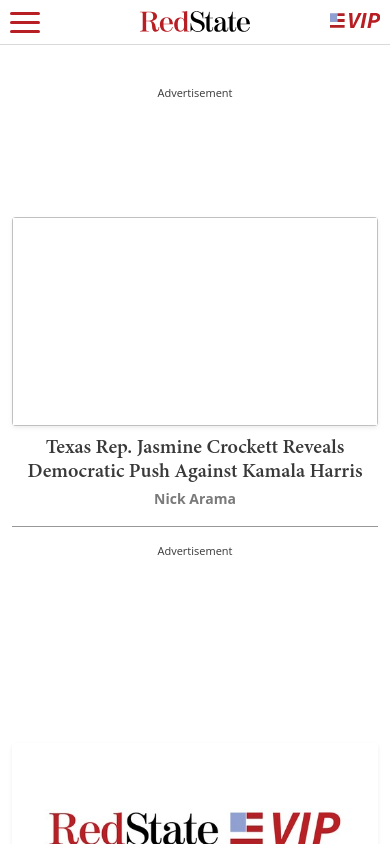 RedState
VIP
Advertisement
Texas Rep. Jasmine Crockett Reveals
Democratic Push Against Kamala Harris
Nick Arama
Advertisement
RedState VIP